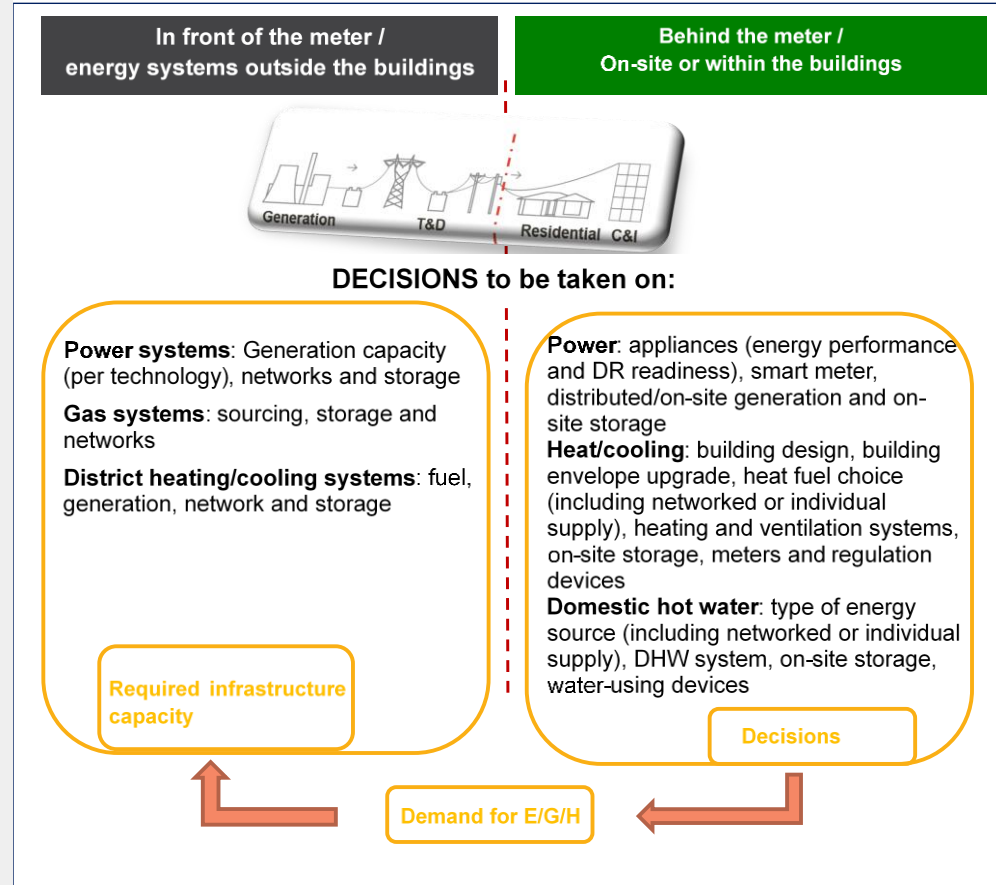 In front of the meter /
energy systems outside the buildings
Behind the meter /
On-site or within the buildings
Generation
T&D
Residential
C&I
DECISIONS to be taken on:
Power systems: Generation capacity
(per technology), networks and storage
Gas systems: sourcing, storage and
networks
District heating/cooling systems: fuel,
generation, network and storage
Required infrastructure
capacity
Power: appliances (energy performance
and DR readiness), smart meter,
distributed/on-site generation and on-
site storage
Heat/cooling: building design, building
envelope upgrade, heat fuel choice
(including networked or individual
supply), heating and ventilation systems,
on-site storage, meters and regulation
devices
Domestic hot water: type of energy
source (including networked or individual
supply), DHW system, on-site storage,
water-using devices
Decisions
Demand for E/G/H